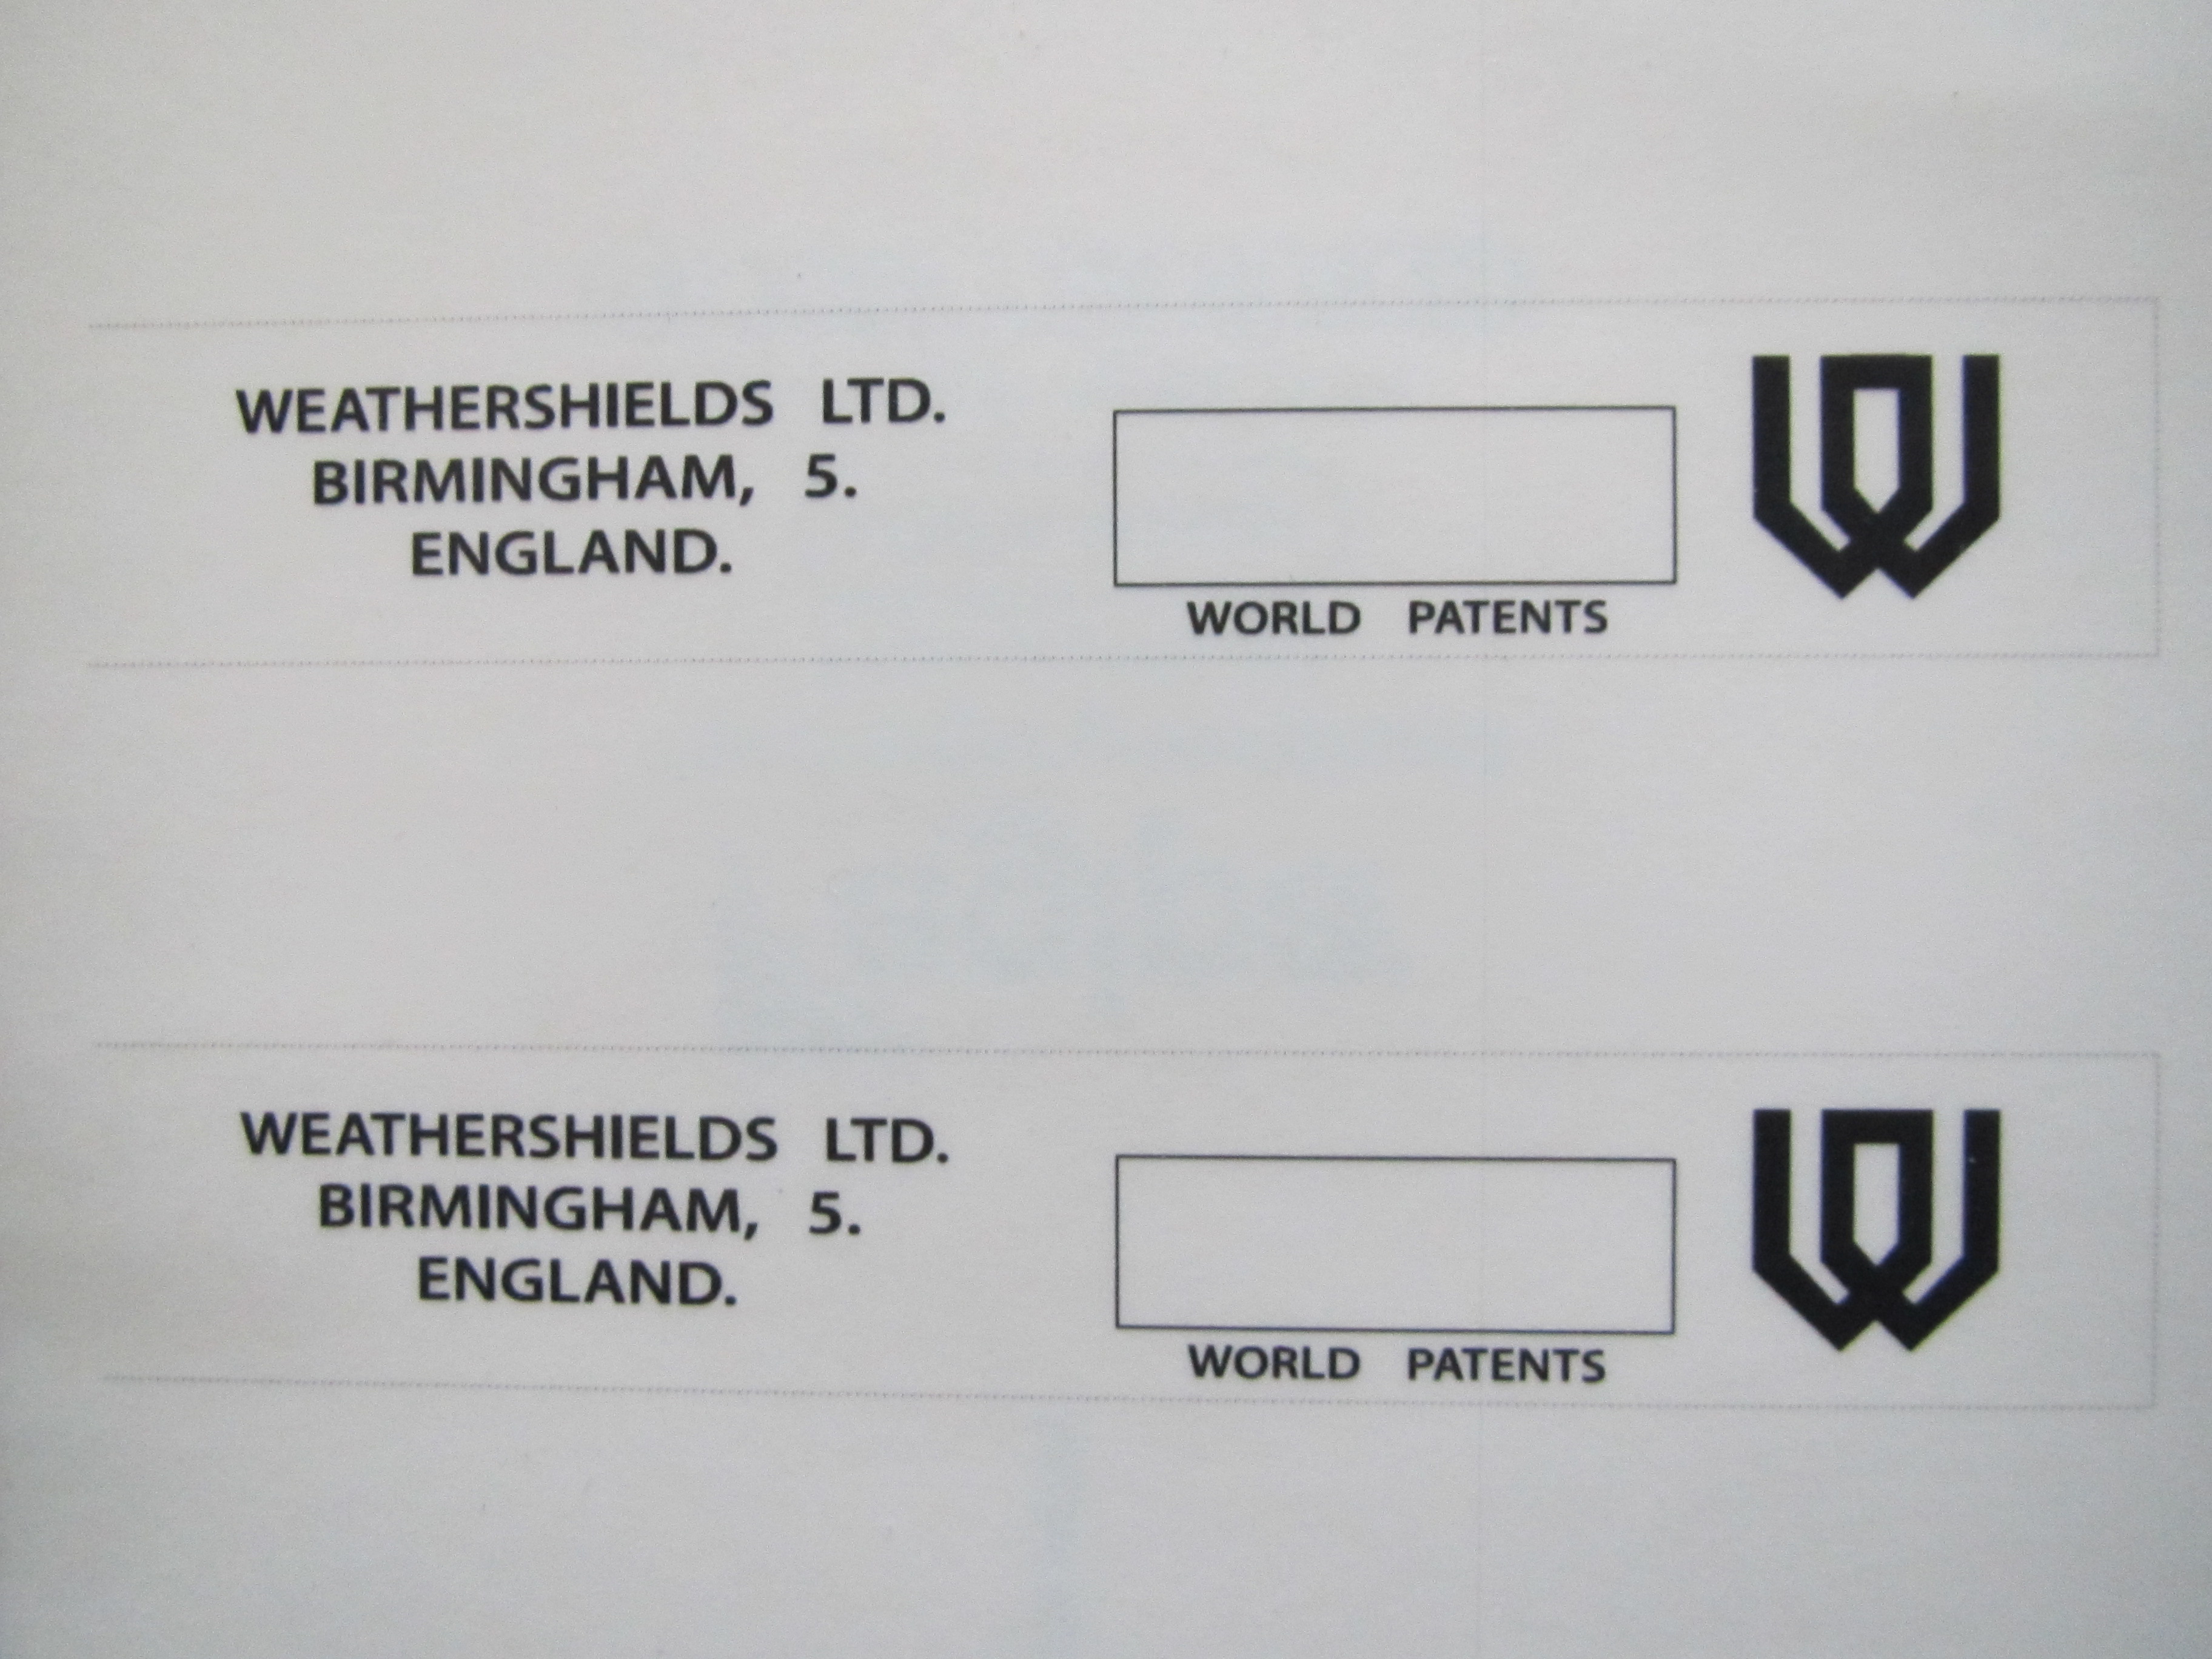 WEATHERSHIELDS LTD.
BIRMINGHAM, 5.
ENGLAND.
WORLD PATENTS
W
WEATHERSHIELDS LTD.
BIRMINGHAM, 5.
ENGLAND.
WORLD PATENTS
W